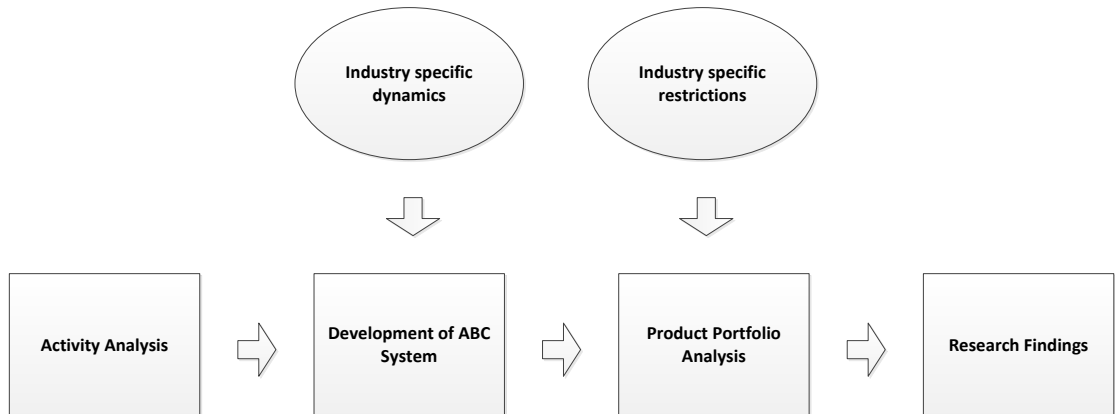 Industry specific
dynamics
Industry specific
restrictions
Activity Analysis
Development of ABC
System
Product Portfolio
Analysis
Research Findings